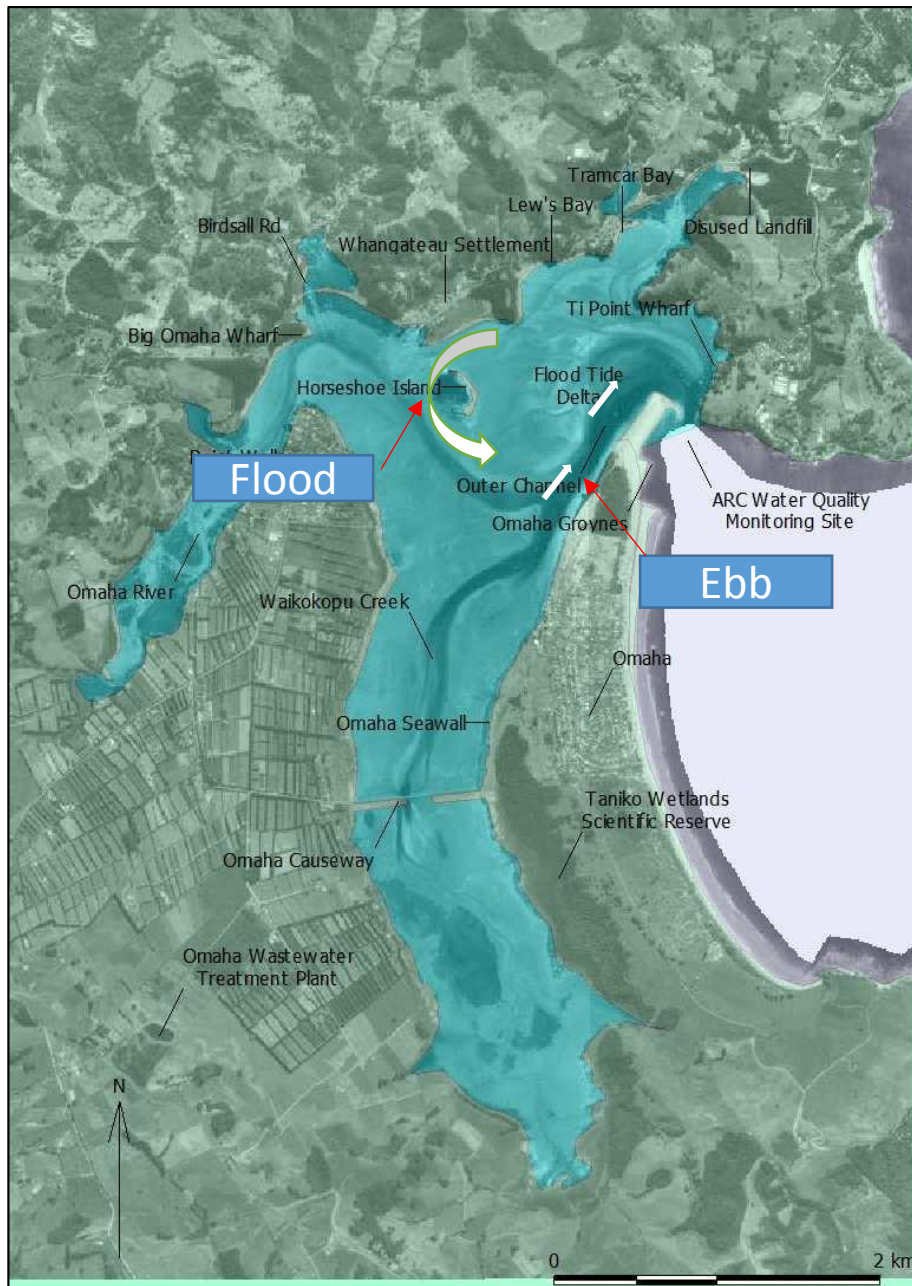 Tramcar Bay
Lew's Bay
Birdsall Rd
Disused Landfill
Whangateau Settlement
Ti Point Wharf
Big Omaha Wharf
Flood Tide
Delta
Horseshoe Island
Flood
Outer Channel
ARC Water Quality
Monitoring Site
Omaha Groynes
Ebb
Omaha River
Waikokopu Creek
Omaha
Omaha Seawall
Taniko Wetlands
Scientific Reserve
Omaha Causeway
Omaha Wastewater
Treatment Plant
N
0
2 km